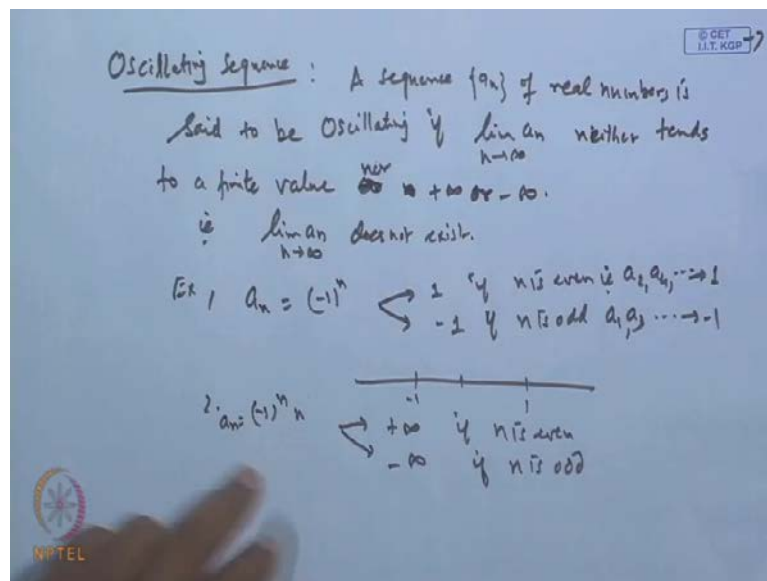 © CET
I.I.T. KGP
Oscillating Sequence : A sequence {an} of real numbers is
said to be Oscillating if lim an neither tends
n→∞
to a finite value nor +∞ or -∞.
ie lim an does not exist.
n→∞
Ex 1 an = (-1)^n 1 if n is even ie a2, a4, ...→1
-1 if n is odd a1, a3 ...→-1
-1 1
2. an = (-1)^n n +∞ if n is even
-∞ if n is odd
NPTEL